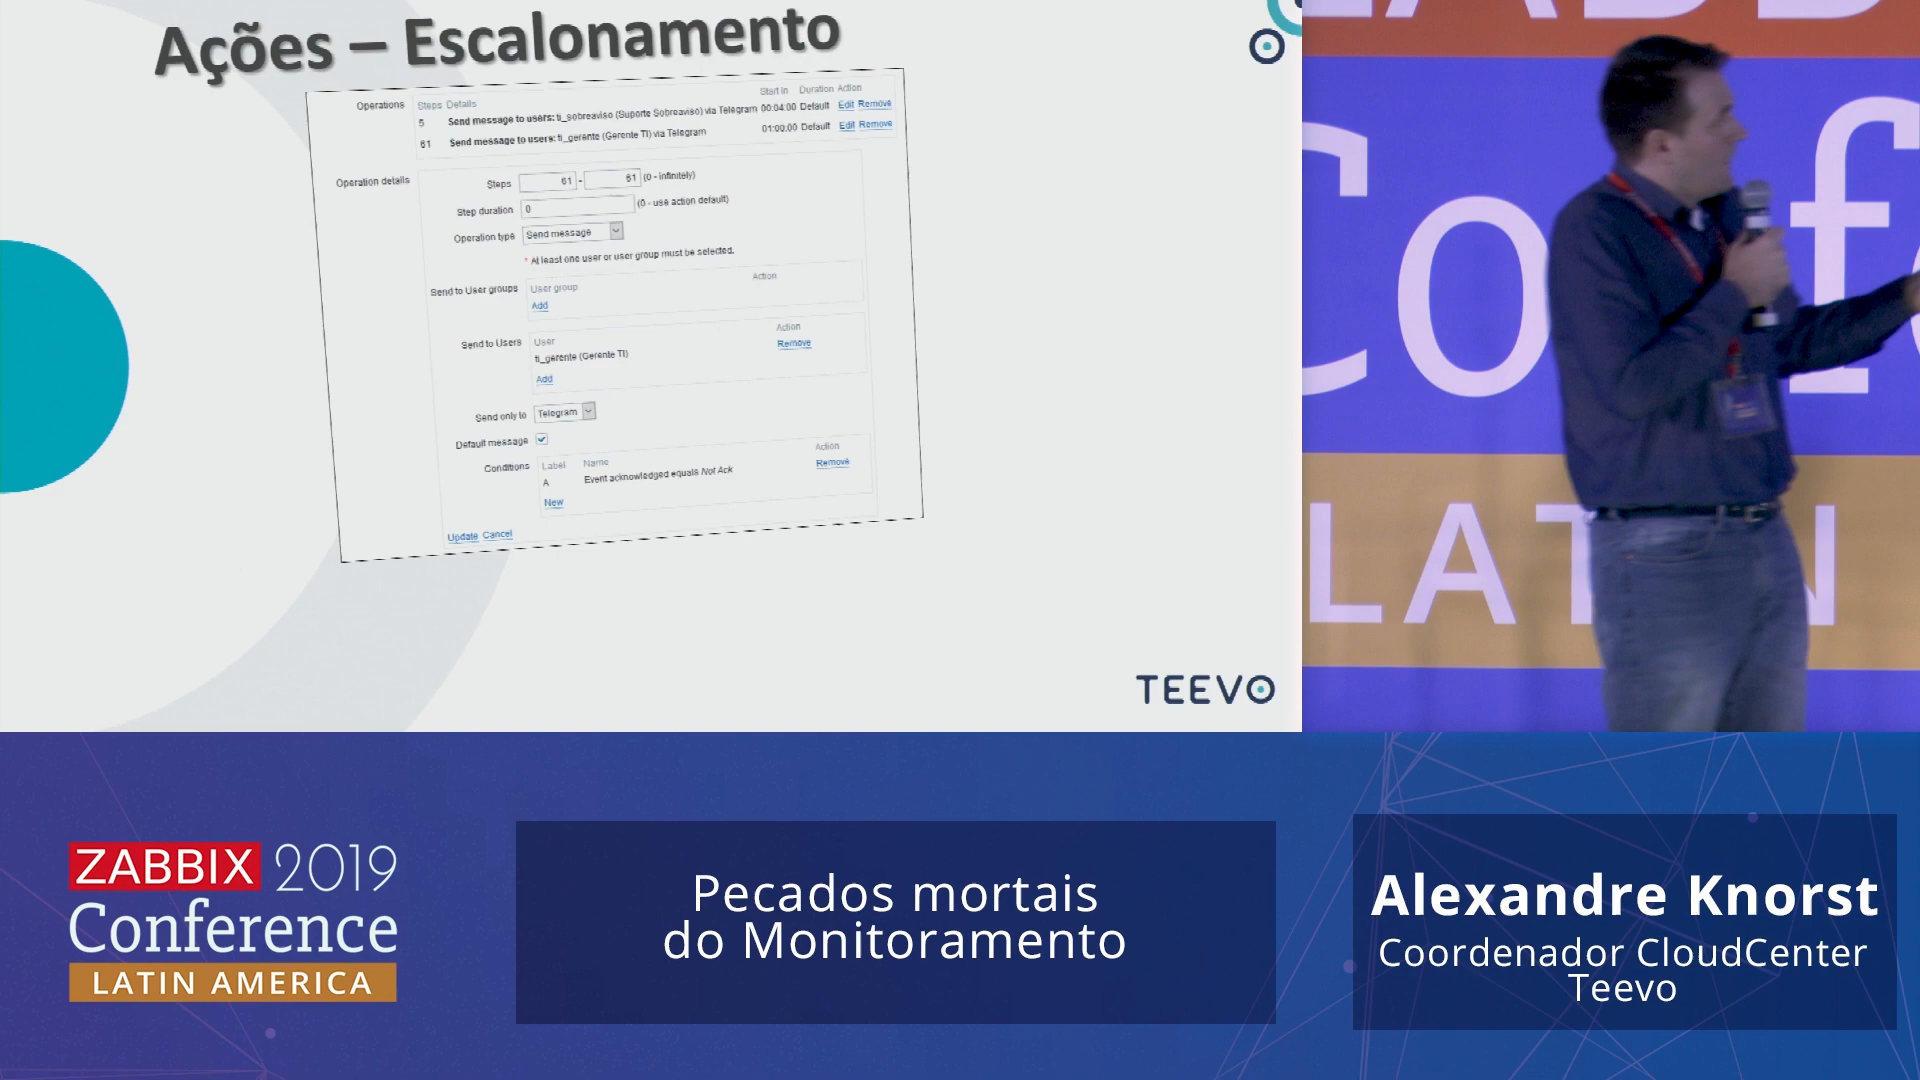 Ações – Escalonamento
Operations
Steps Details Start in Duration Action
5 Send message to users: ti_sobreaviso (Suporte Sobreaviso) via Telegram 00:04:00 Default Edit Remove
61 Send message to users: ti_gerente (Gerente TI) via Telegram 01:00:00 Default Edit Remove
Operation details
Steps 61 - 61 (0 - infinitely)
Step duration 0 (0 - use action default)
Operation type Send message
* At least one user or user group must be selected.
Send to User groups User group Action
Add
Send to Users User Action
ti_gerente (Gerente TI) Remove
Add
Send only to Telegram
Default message
Conditions Label Name Action
A Event acknowledged equals Not Ack Remove
New
Update Cancel
TEEVO
LAT
ZABBIX 2019
Conference
LATIN AMERICA
Pecados mortais
do Monitoramento
Alexandre Knorst
Coordenador CloudCenter
Teevo